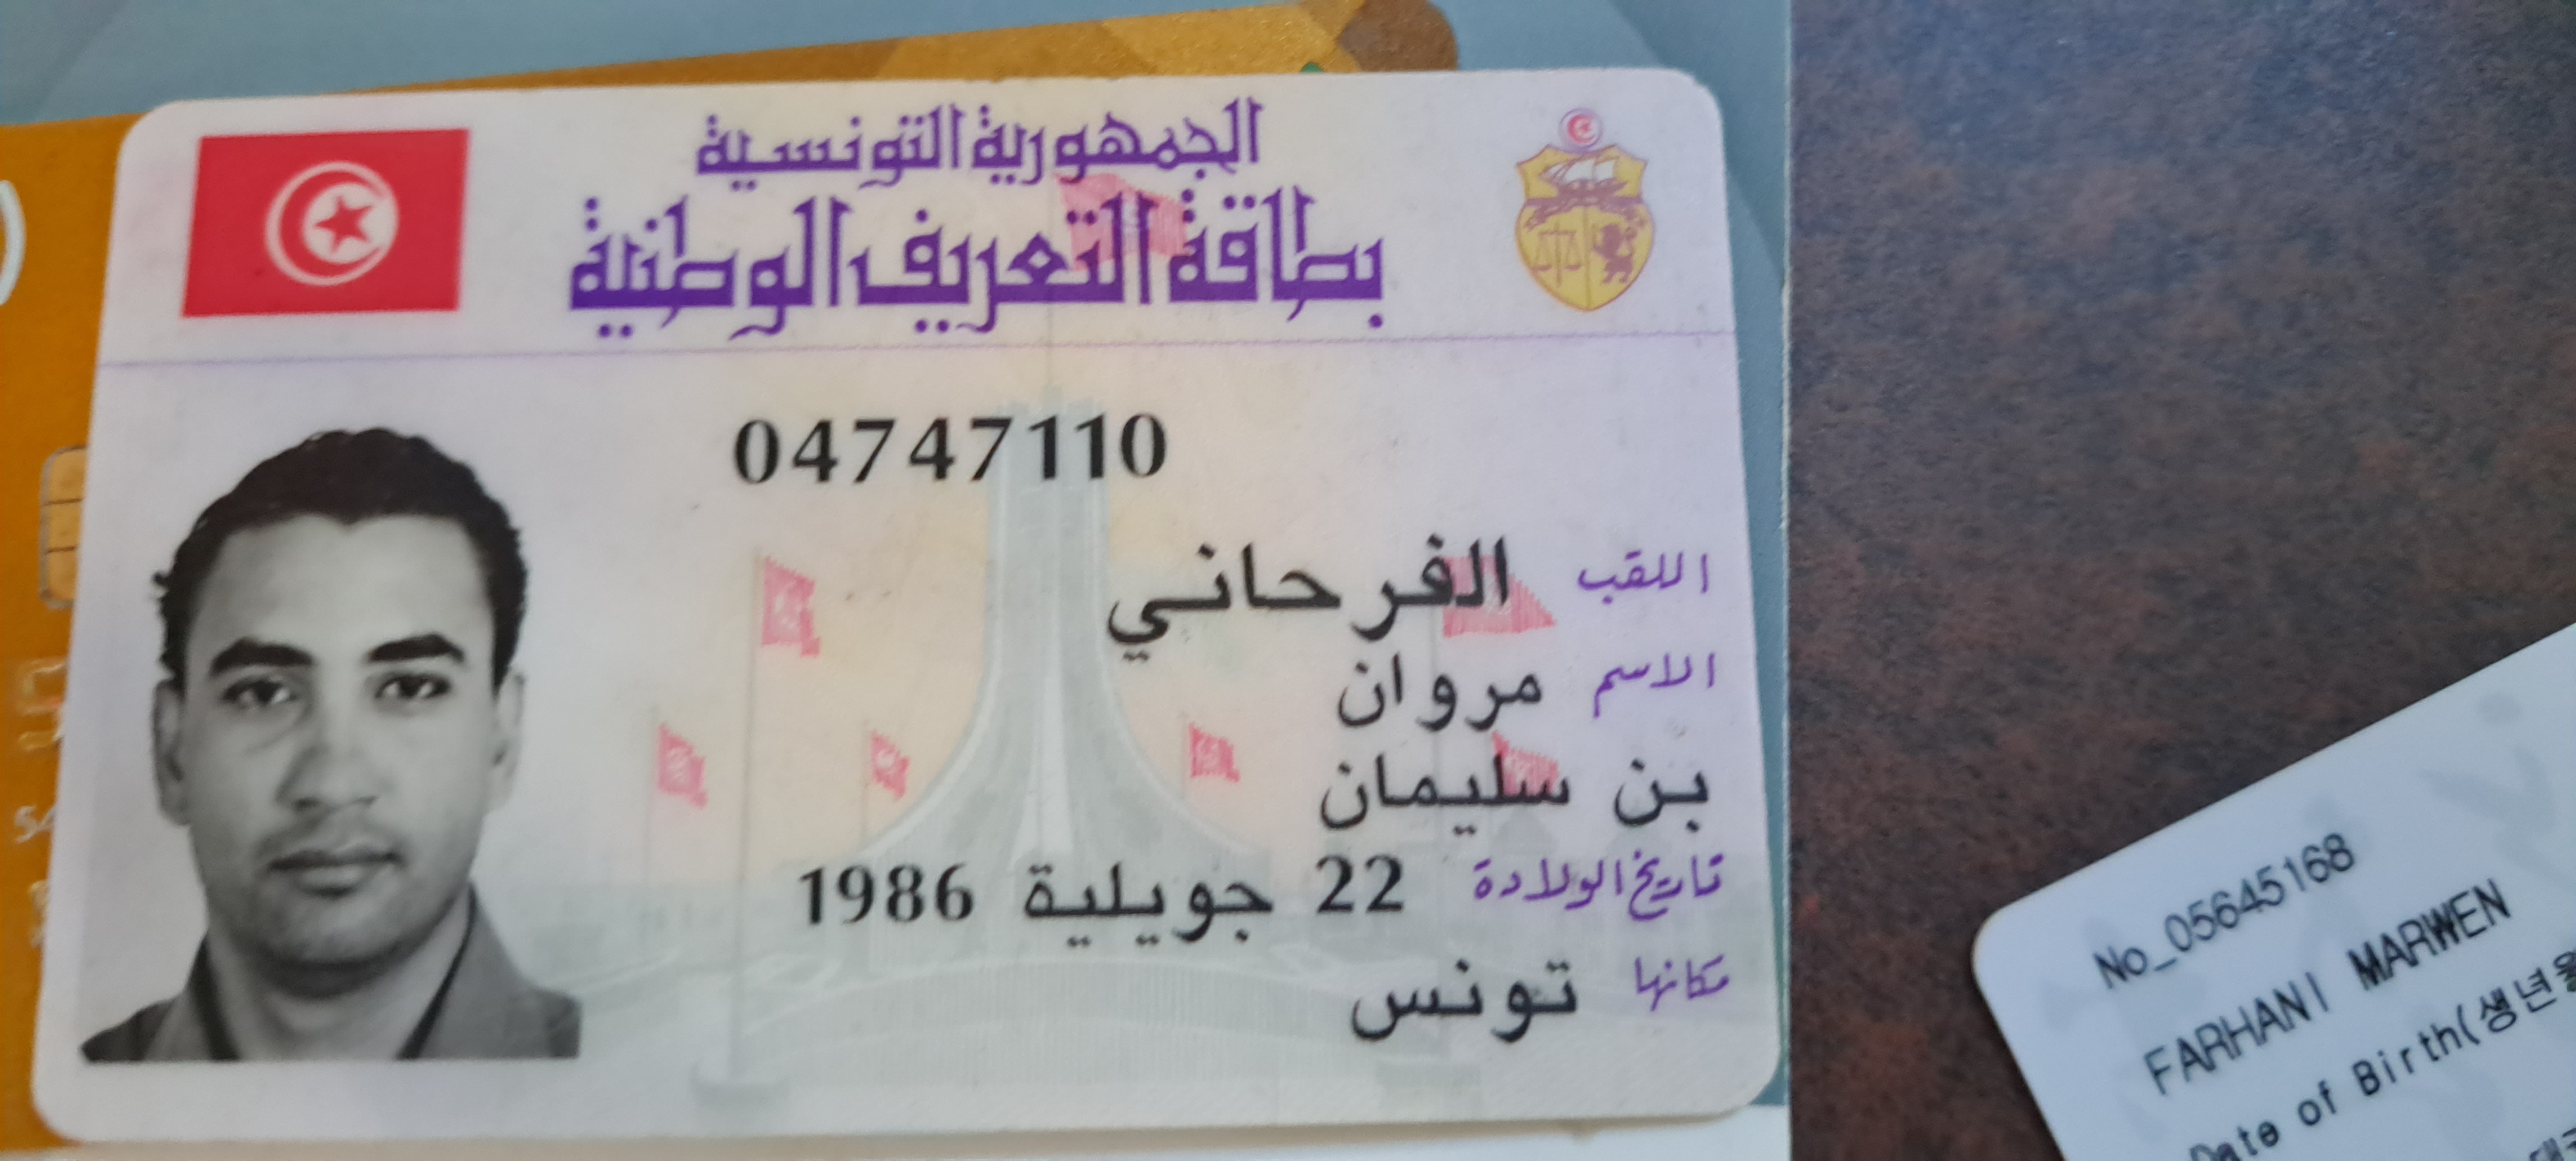 الجمهورية التونسية
بطاقة التعريف الوطنية
04747110
اللقب الفرحاني
الاسم مروان
بن سليمان
تاريخ الولادة 22 جويلية 1986
مكانها تونس
No_05645168
FARHANI MARWEN
Date of Birth(생년월